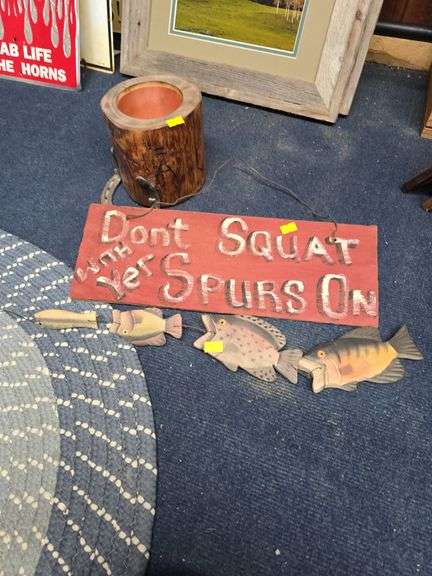 AB LIFE
HE HORNS
Dont SQUAT
WITH
Yer SPURS ON